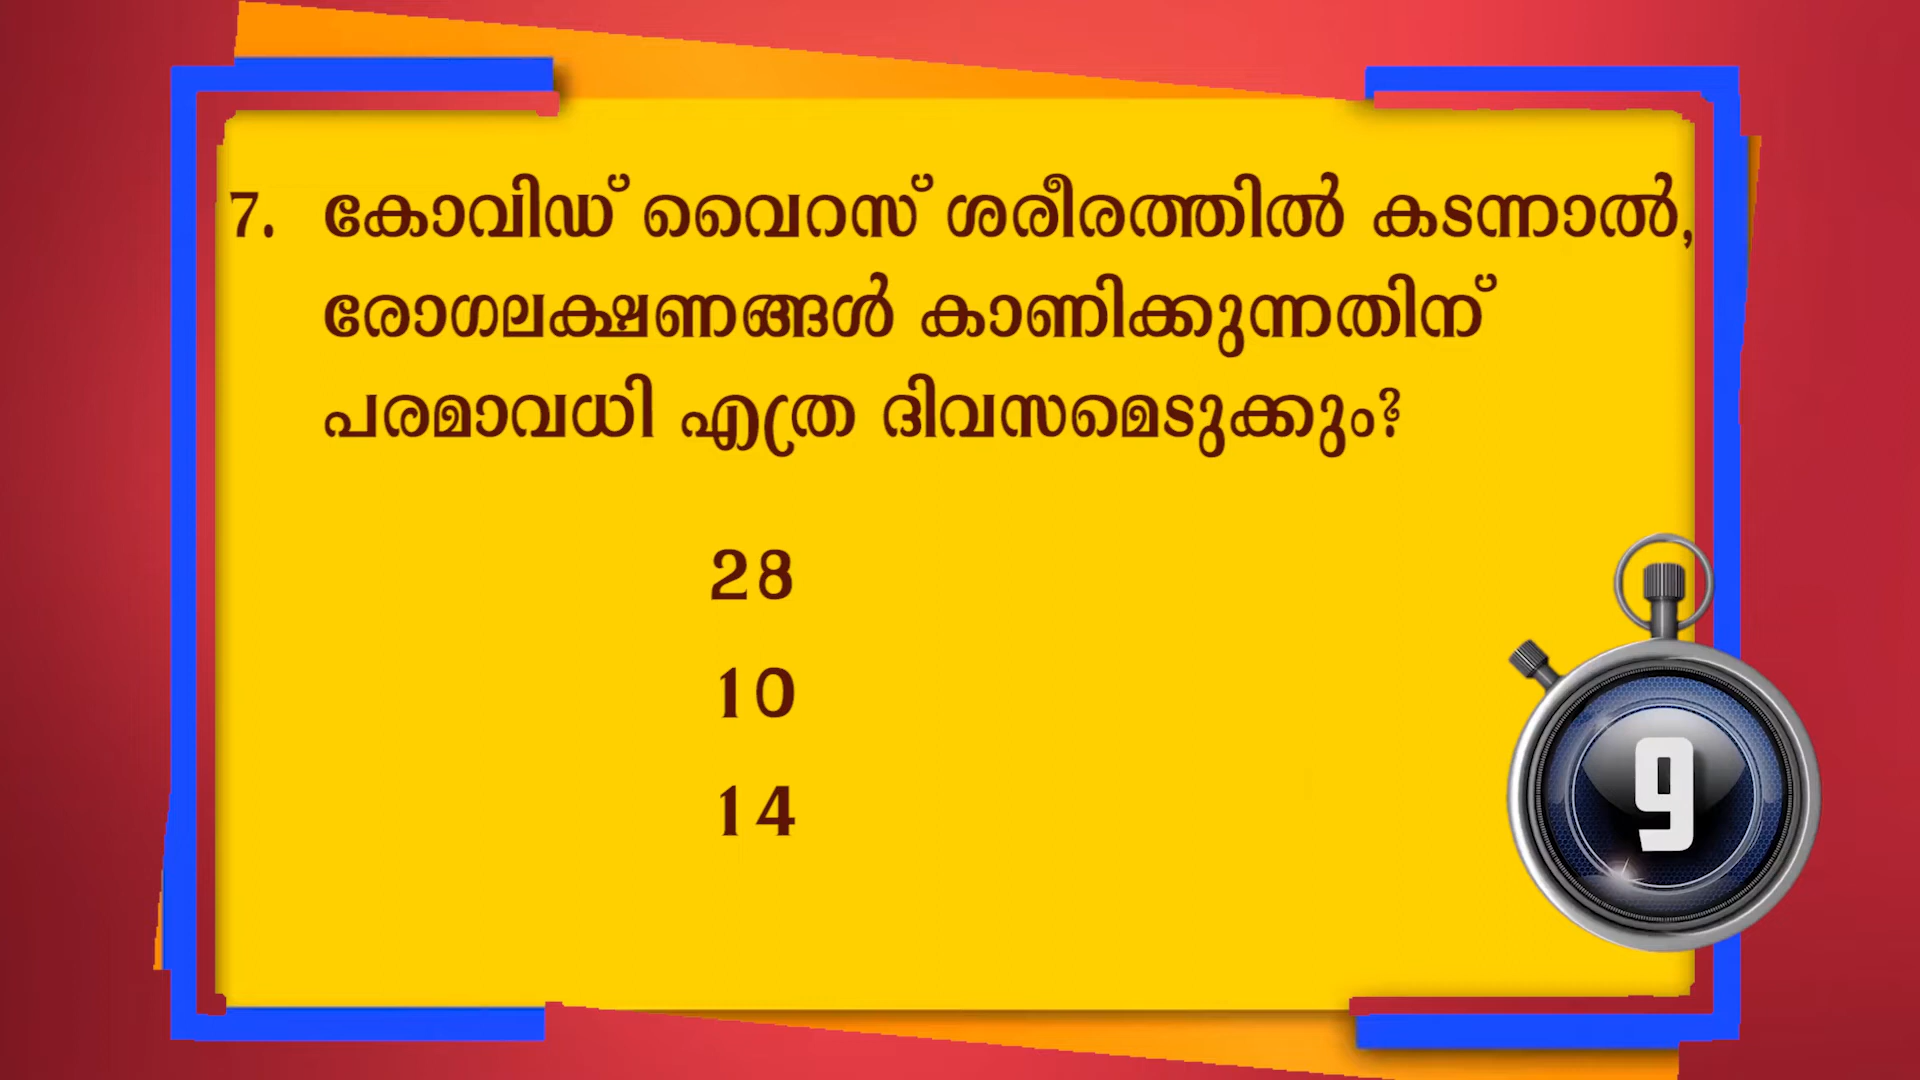 7. കോവിഡ് വൈറസ് ശരീരത്തിൽ കടന്നാൽ,
രോഗലക്ഷണങ്ങൾ കാണിക്കുന്നതിന്
പരമാവധി എത്ര ദിവസമെടുക്കും?
28
10
14
9